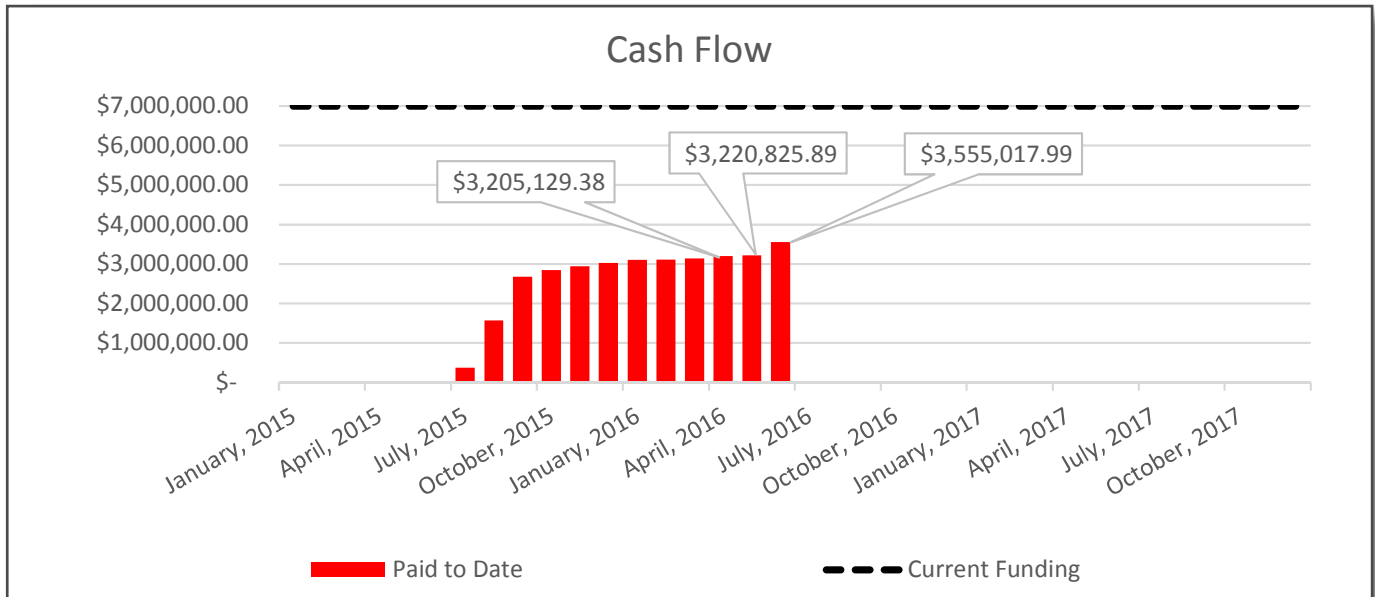 Cash Flow
$7,000,000.00
$6,000,000.00
$5,000,000.00
$4,000,000.00
$3,000,000.00
$2,000,000.00
$1,000,000.00
$-
$3,205,129.38
$3,220,825.89
$3,555,017.99
January, 2015
April, 2015
July, 2015
October, 2015
January, 2016
April, 2016
July, 2016
October, 2016
January, 2017
April, 2017
July, 2017
October, 2017
Paid to Date
Current Funding